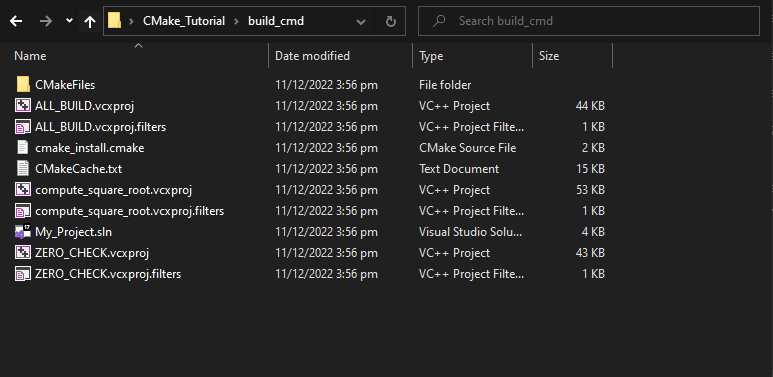 CMake_Tutorial > build_cmd Search build_cmd
Name Date modified Type Size
CMakeFiles 11/12/2022 3:56 pm File folder
ALL_BUILD.vcxproj 11/12/2022 3:56 pm VC++ Project 44 KB
ALL_BUILD.vcxproj.filters 11/12/2022 3:56 pm VC++ Project Filte... 1 KB
cmake_install.cmake 11/12/2022 3:56 pm CMake Source File 2 KB
CMakeCache.txt 11/12/2022 3:56 pm Text Document 15 KB
compute_square_root.vcxproj 11/12/2022 3:56 pm VC++ Project 53 KB
compute_square_root.vcxproj.filters 11/12/2022 3:56 pm VC++ Project Filte... 1 KB
My_Project.sln 11/12/2022 3:56 pm Visual Studio Solu... 4 KB
ZERO_CHECK.vcxproj 11/12/2022 3:56 pm VC++ Project 43 KB
ZERO_CHECK.vcxproj.filters 11/12/2022 3:56 pm VC++ Project Filte... 1 KB